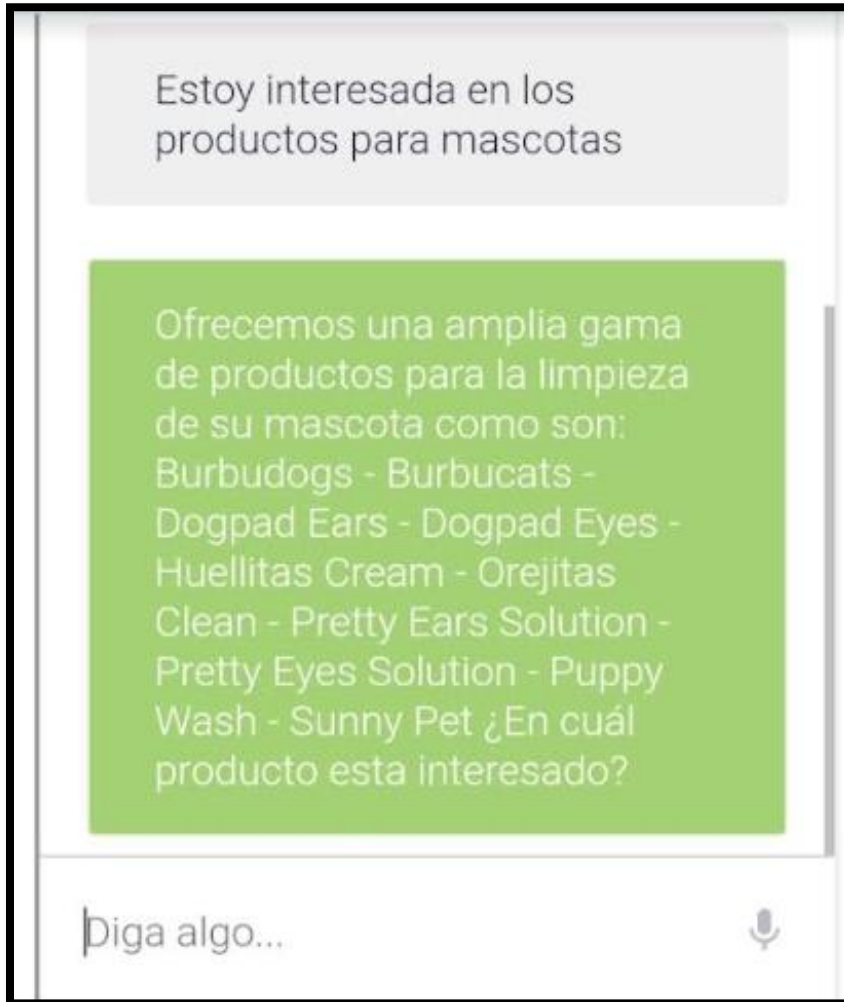 Estoy interesada en los
productos para mascotas
Ofrecemos una amplia gama
de productos para la limpieza
de su mascota como son:
Burbudogs - Burbucats -
Dogpad Ears - Dogpad Eyes -
Huellitas Cream - Orejitas
Clean - Pretty Ears Solution -
Pretty Eyes Solution - Puppy
Wash - Sunny Pet ¿En cuál
producto esta interesado?
Diga algo...